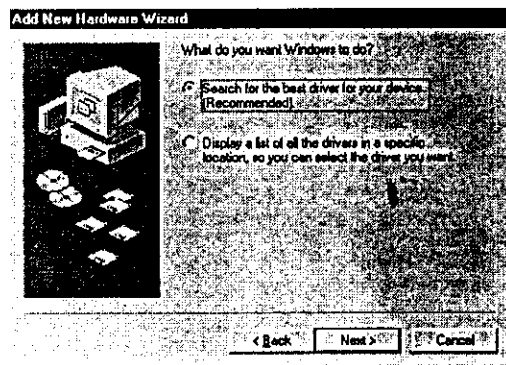 Add New Hardware Wizard
What do you want Windows to do?
Search for the best driver for your device.
(Recommended).
Display a list of all the drivers in a specific
location, so you can select the driver you want.
< Back
Next >
Cancel